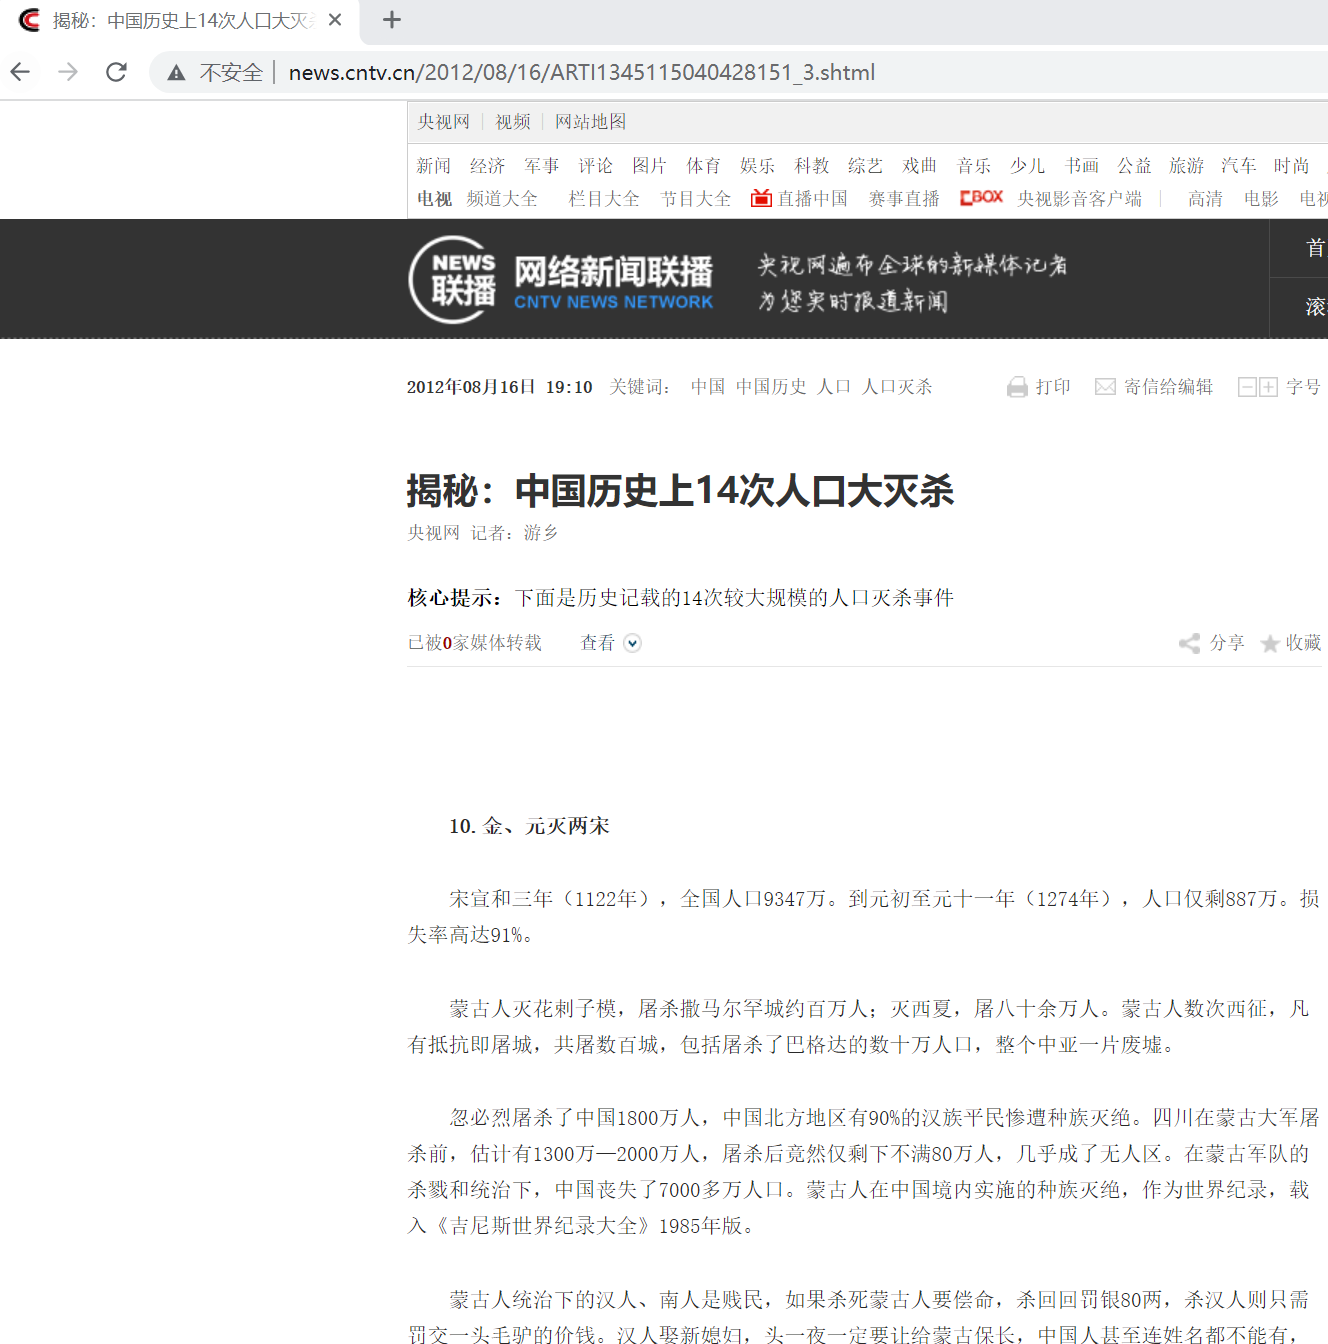 揭秘：中国历史上14次人口大灭
不安全 news.cntv.cn/2012/08/16/ARTI1345115040428151_3.shtml
央视网 视频 网站地图
新闻 经济 军事 评论 图片 体育 娱乐 科教 综艺 戏曲 音乐 少儿 书画 公益 旅游 汽车 时尚
电视 频道大全 栏目大全 节目大全 直播中国 赛事直播 CBOX 央视影音客户端 高清 电影 电视
NEWS 联播 网络新闻联播 CNTV NEWS NETWORK
央视网遍布全球的新媒体记者
为您实时报道新闻
首
滚
2012年08月16日 19:10 关键词： 中国 中国历史 人口 人口灭杀 打印 寄信给编辑 字号
揭秘：中国历史上14次人口大灭杀
央视网 记者：游乡
核心提示：下面是历史记载的14次较大规模的人口灭杀事件
已被0家媒体转载 查看 分享 收藏
10. 金、元灭两宋
宋宣和三年（1122年），全国人口9347万。到元初至元十一年（1274年），人口仅剩887万。损
失率高达91%。
蒙古人灭花剌子模，屠杀撒马尔罕城约百万人；灭西夏，屠八十余万人。蒙古人数次西征，凡
有抵抗即屠城，共屠数百城，包括屠杀了巴格达的数十万人口，整个中亚一片废墟。
忽必烈屠杀了中国1800万人，中国北方地区有90%的汉族平民惨遭种族灭绝。四川在蒙古大军屠
杀前，估计有1300万—2000万人，屠杀后竟然仅剩下不满80万人，几乎成了无人区。在蒙古军队的
杀戮和统治下，中国丧失了7000多万人口。蒙古人在中国境内实施的种族灭绝，作为世界纪录，载
入《吉尼斯世界纪录大全》1985年版。
蒙古人统治下的汉人、南人是贱民，如果杀死蒙古人要偿命，杀回回罚银80两，杀汉人则只需
罚交一头毛驴的价钱。汉人娶新媳妇，头一夜一定要让给蒙古保长，中国人甚至连姓名都不能有，